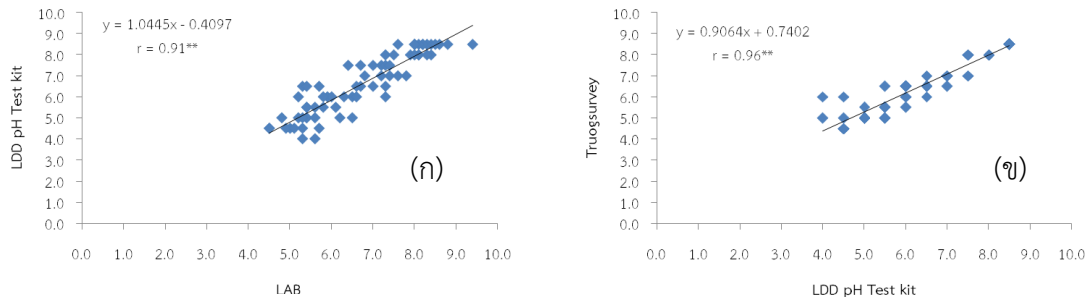 y = 1.0445x - 0.4097
r = 0.91**
LDD pH Test kit
10.0
9.0
8.0
7.0
6.0
5.0
4.0
3.0
2.0
1.0
0.0
(ก)
0.0 1.0 2.0 3.0 4.0 5.0 6.0 7.0 8.0 9.0 10.0
LAB
y = 0.9064x + 0.7402
r = 0.96**
Truogsurvey
10.0
9.0
8.0
7.0
6.0
5.0
4.0
3.0
2.0
1.0
0.0
(ข)
0.0 1.0 2.0 3.0 4.0 5.0 6.0 7.0 8.0 9.0 10.0
LDD pH Test kit